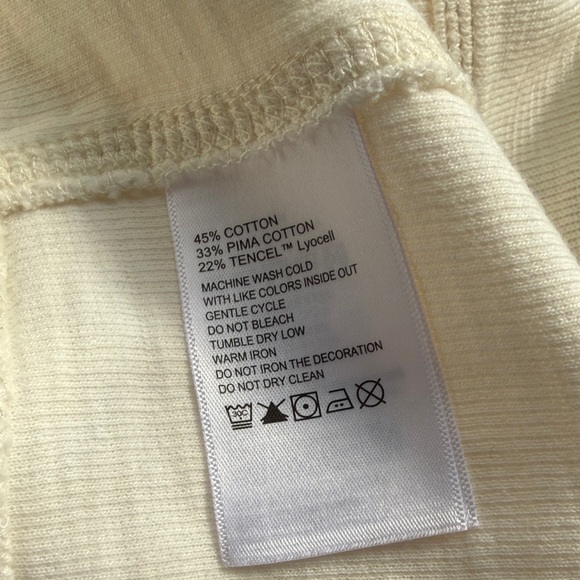 45% COTTON
33% PIMA COTTON
22% TENCEL™ Lyocell
MACHINE WASH COLD
WITH LIKE COLORS INSIDE OUT
GENTLE CYCLE
DO NOT BLEACH
TUMBLE DRY LOW
WARM IRON
DO NOT IRON THE DECORATION
DO NOT DRY CLEAN